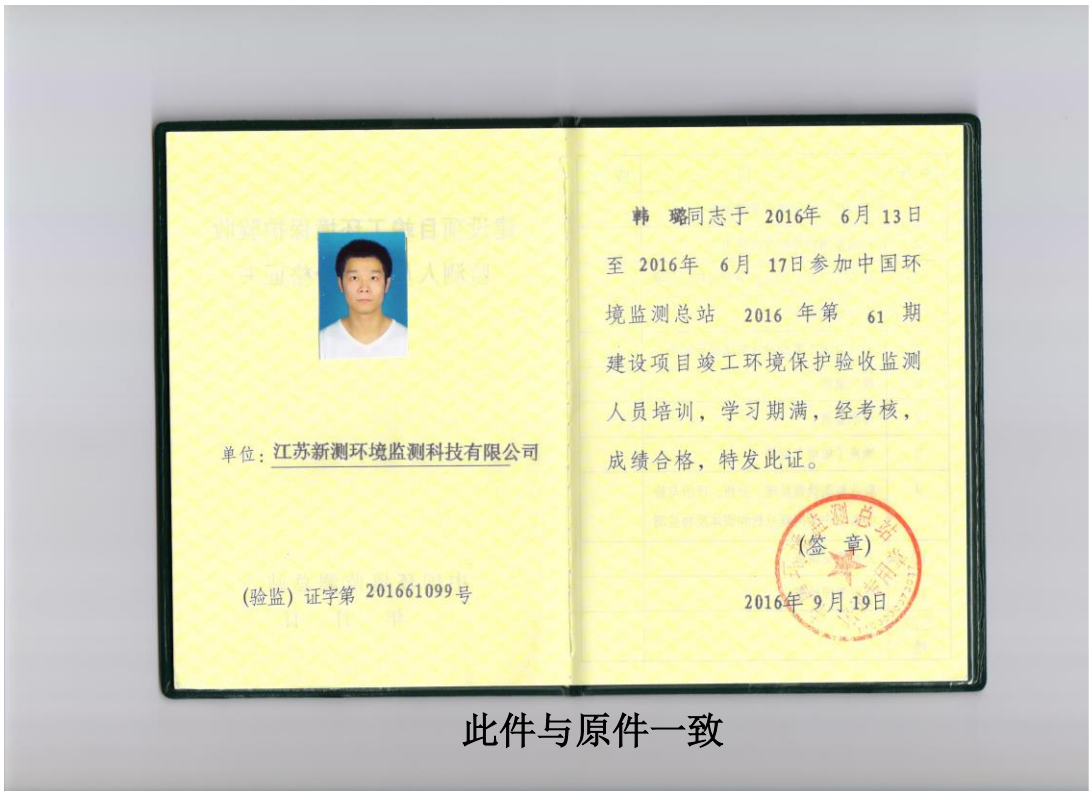 单位：江苏新测环境监测科技有限公司
(验监) 证字第 201661099 号
韩 璐同志于 2016年 6月 13日
至 2016年 6月 17日参加中国环
境监测总站 2016 年第 61 期
建设项目竣工环境保护验收监测
人员培训，学习期满，经考核，
成绩合格，特发此证。
(签 章)
2016年 9月 19日
此件与原件一致